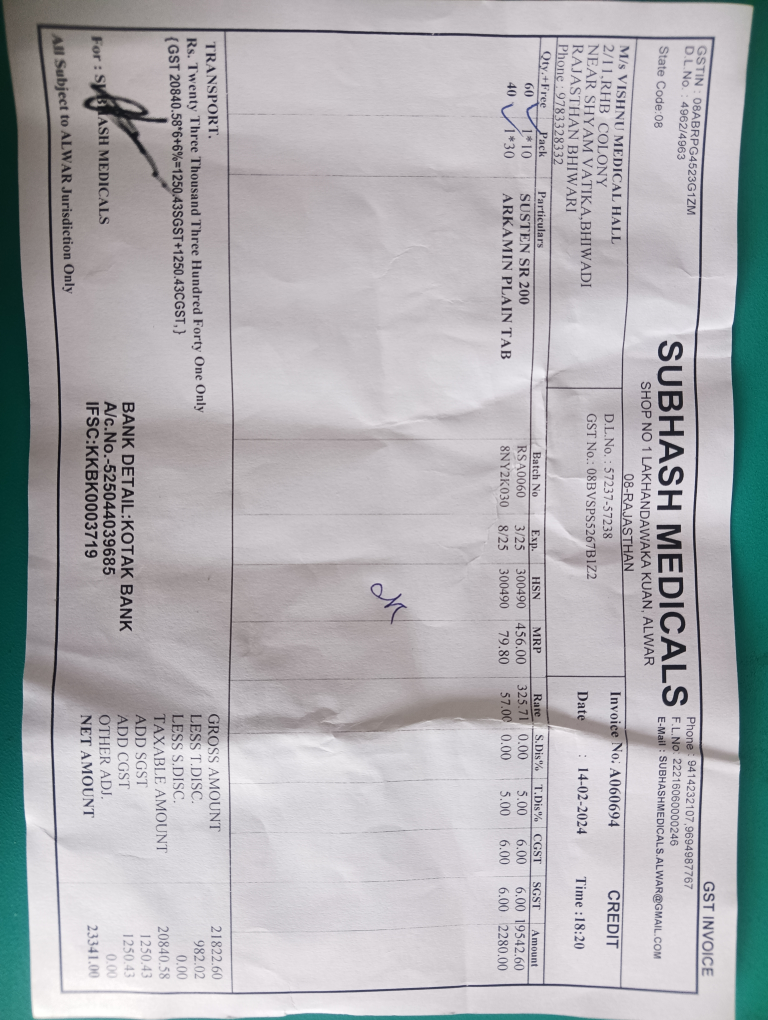 GST INVOICE
GSTIN : 08ABRPG4523G1ZM
D.L.No. : 4962/4963
State Code:08
SUBHASH MEDICALS
SHOP NO 1 LAKHANDAWAKA KUAN, ALWAR
08-RAJASTHAN
Phone : 9414232107,9694987767
F.L.No: 22216060000246
E-Mail : SUBHASHMEDICALS.ALWAR@GMAIL.COM
M/s VISHNU MEDICAL HALL
2/11,RHB COLONY
NEAR SHYAM VATIKA,BHIWADI
RAJASTHAN BHIWARI
Phone : 9783328332
D.L.No. : 57237-57238
GST No.: 08BVSPS5267B1Z2
Invoice No: A060694 CREDIT
Date : 14-02-2024 Time :18:20
Qty.+Free Pack Particulars Batch No Exp. HSN MRP Rate S.Dis% T.Dis% CGST SGST Amount
60 1*10 SUSTEN SR 200 RSA0060 3/25 300490 456.00 325.71 0.00 5.00 6.00 6.00 19542.60
40 1*30 ARKAMIN PLAIN TAB 8NY2K030 8/25 300490 79.80 57.00 0.00 5.00 6.00 6.00 2280.00
TRANSPORT.
Rs. Twenty Three Thousand Three Hundred Forty One Only
{GST 20840.58*6+6%=1250.43SGST+1250.43CGST,}
For : SUBHASH MEDICALS
All Subject to ALWAR Jurisdiction Only
BANK DETAIL:KOTAK BANK
A/c.No.-525044039685
IFSC:KKBK0003719
GROSS AMOUNT 21822.60
LESS T.DISC. 982.02
LESS S.DISC. 0.00
TAXABLE AMOUNT 20840.58
ADD SGST 1250.43
ADD CGST 1250.43
OTHER ADJ. 0.00
NET AMOUNT 23341.00